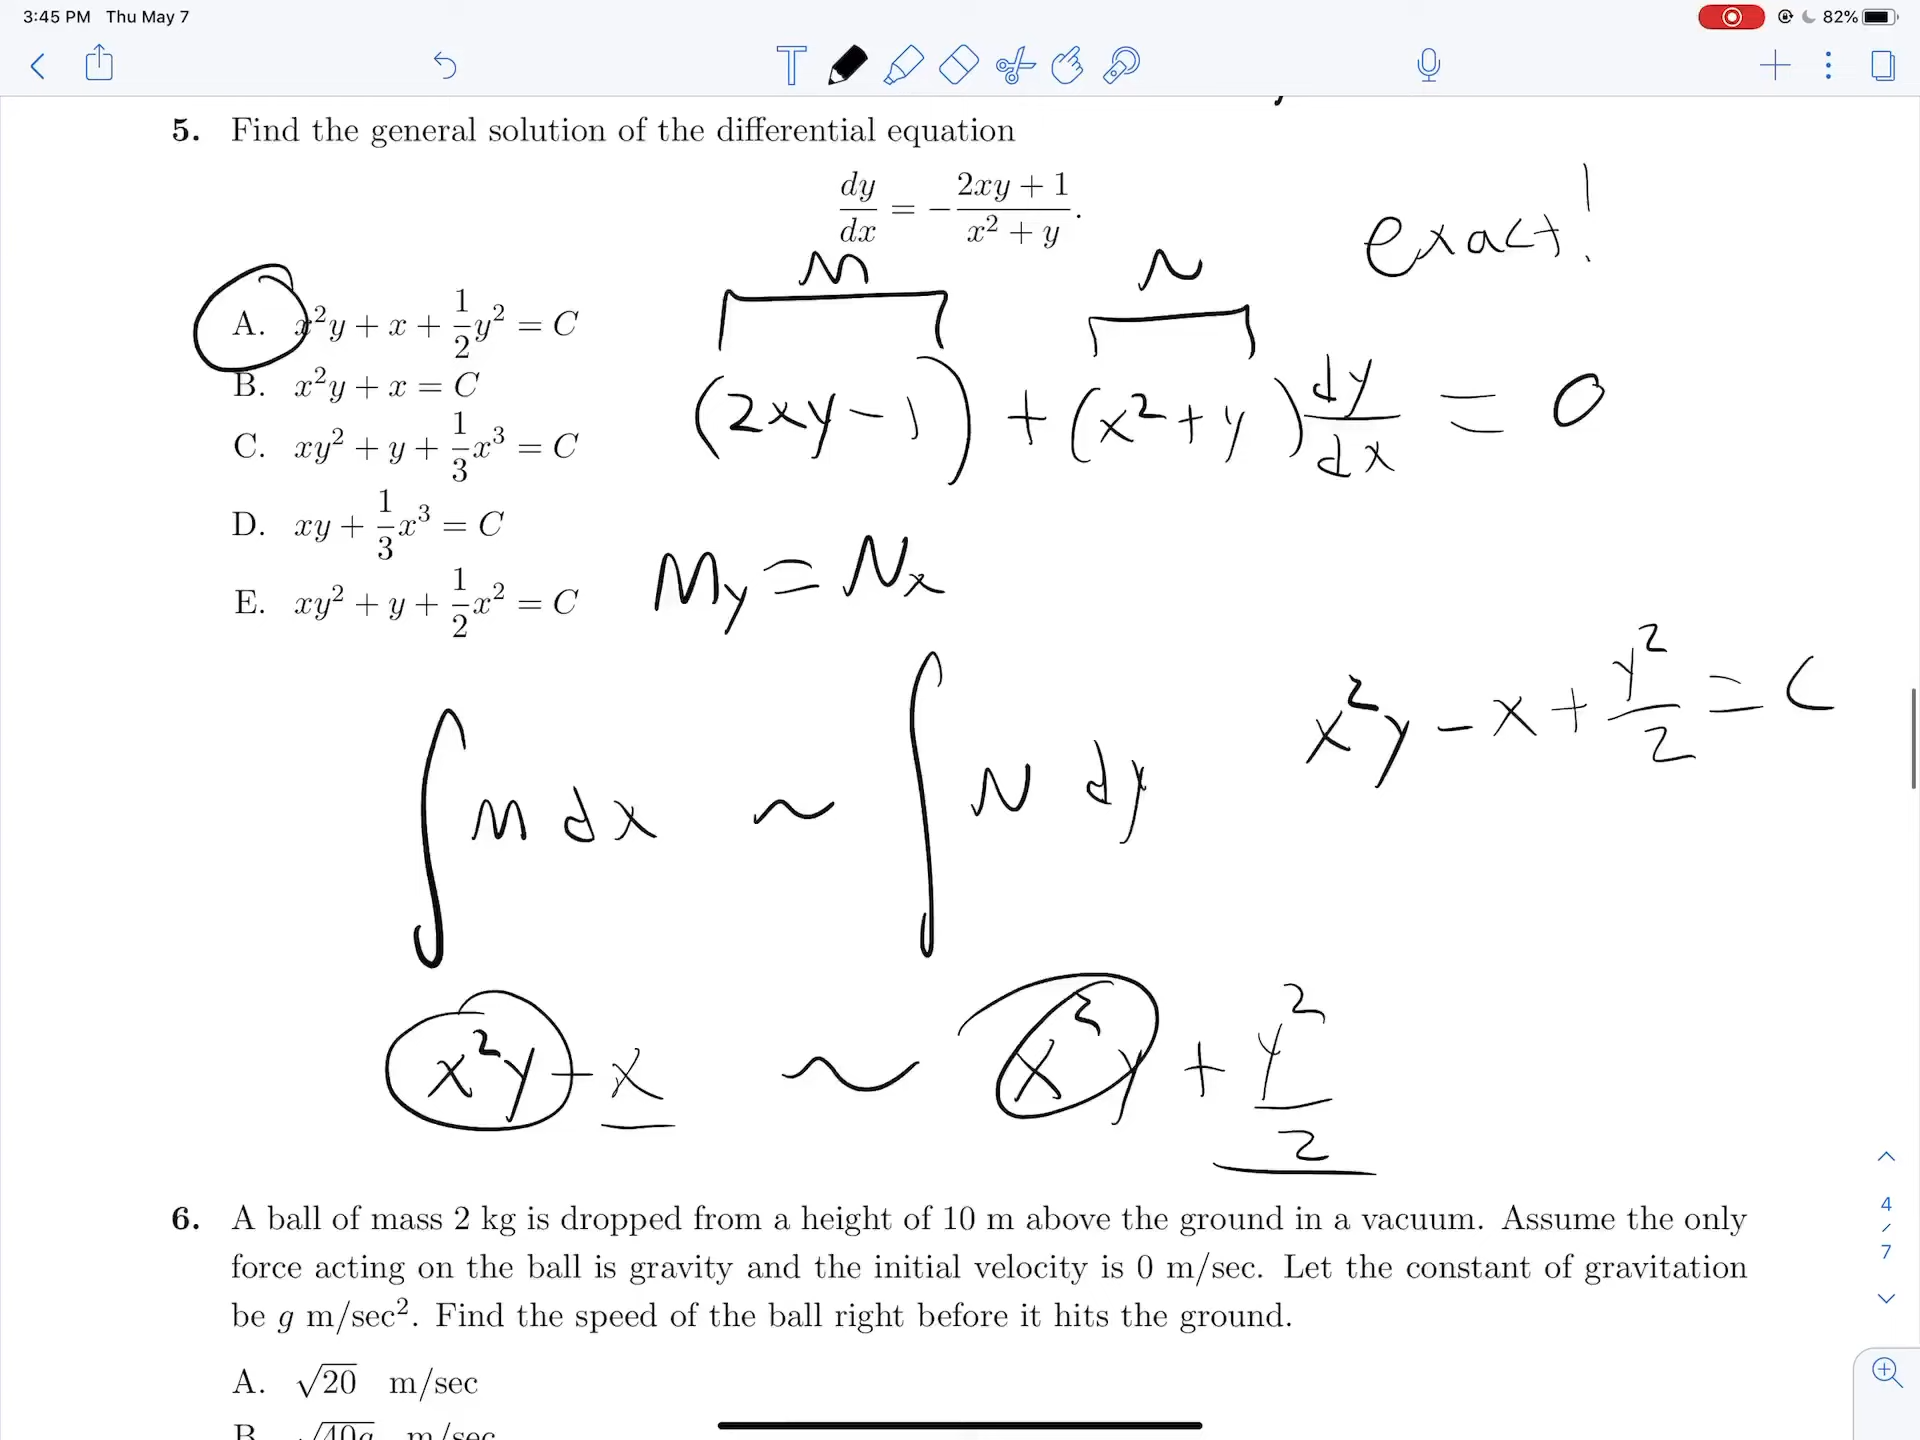 3:45 PM Thu May 7
82%
5. Find the general solution of the differential equation
dy/dx = −(2xy + 1)/(x² + y).
exact!
M
N
A. x²y + x + 1/2 y² = C
B. x²y + x = C
(2xy − 1) + (x² + y) dy/dx = 0
C. xy² + y + 1/3 x³ = C
D. xy + 1/3 x³ = C
My = Nx
E. xy² + y + 1/2 x² = C
x²y − x + y²/2 = C
∫ M dx ~ ∫ N dy
x²y − x ~ x²y + y²/2
6. A ball of mass 2 kg is dropped from a height of 10 m above the ground in a vacuum. Assume the only
force acting on the ball is gravity and the initial velocity is 0 m/sec. Let the constant of gravitation
be g m/sec². Find the speed of the ball right before it hits the ground.
4
/
7
A. √20 m/sec
B. √40g m/sec